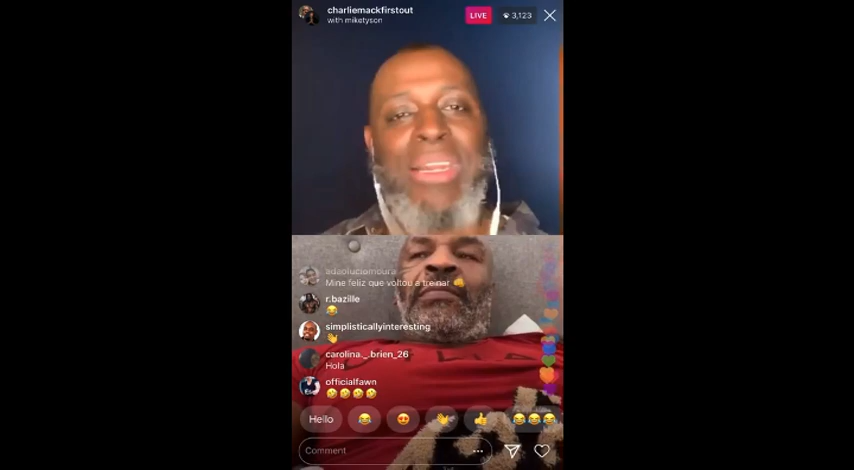 charliemackfirstout
with miketyson
LIVE
3,123
adaoluciomoura
Mine feliz que voltou a treinar 👊
r.bazille
😂
simplisticallyinteresting
👋
carolina._.brien_26
Hola
officialfawn
🤣🤣🤣🤣
Hello 😂 😍 👋 👍 😂😂😂
Comment